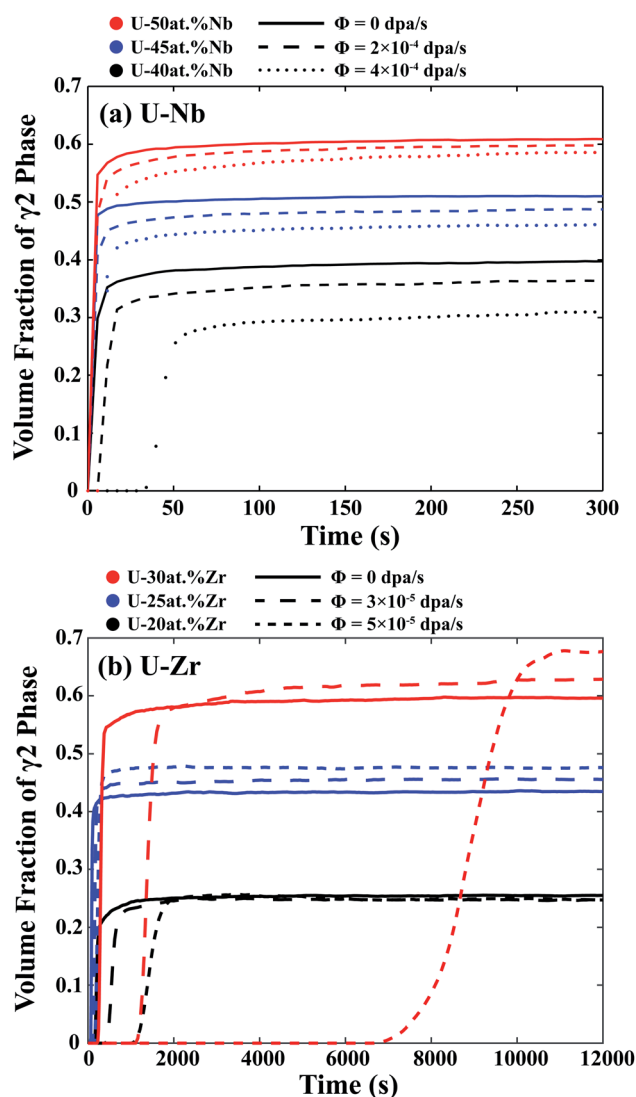 U-50at.%Nb Φ = 0 dpa/s
U-45at.%Nb Φ = 2×10⁻⁴ dpa/s
U-40at.%Nb Φ = 4×10⁻⁴ dpa/s
0.7
(a) U-Nb
0.6
0.5
0.4
0.3
0.2
0.1
0
Volume Fraction of γ2 Phase
0 50 100 150 200 250 300
Time (s)
U-30at.%Zr Φ = 0 dpa/s
U-25at.%Zr Φ = 3×10⁻⁵ dpa/s
U-20at.%Zr Φ = 5×10⁻⁵ dpa/s
0.7
(b) U-Zr
0.6
0.5
0.4
0.3
0.2
0.1
0
Volume Fraction of γ2 Phase
0 2000 4000 6000 8000 10000 12000
Time (s)